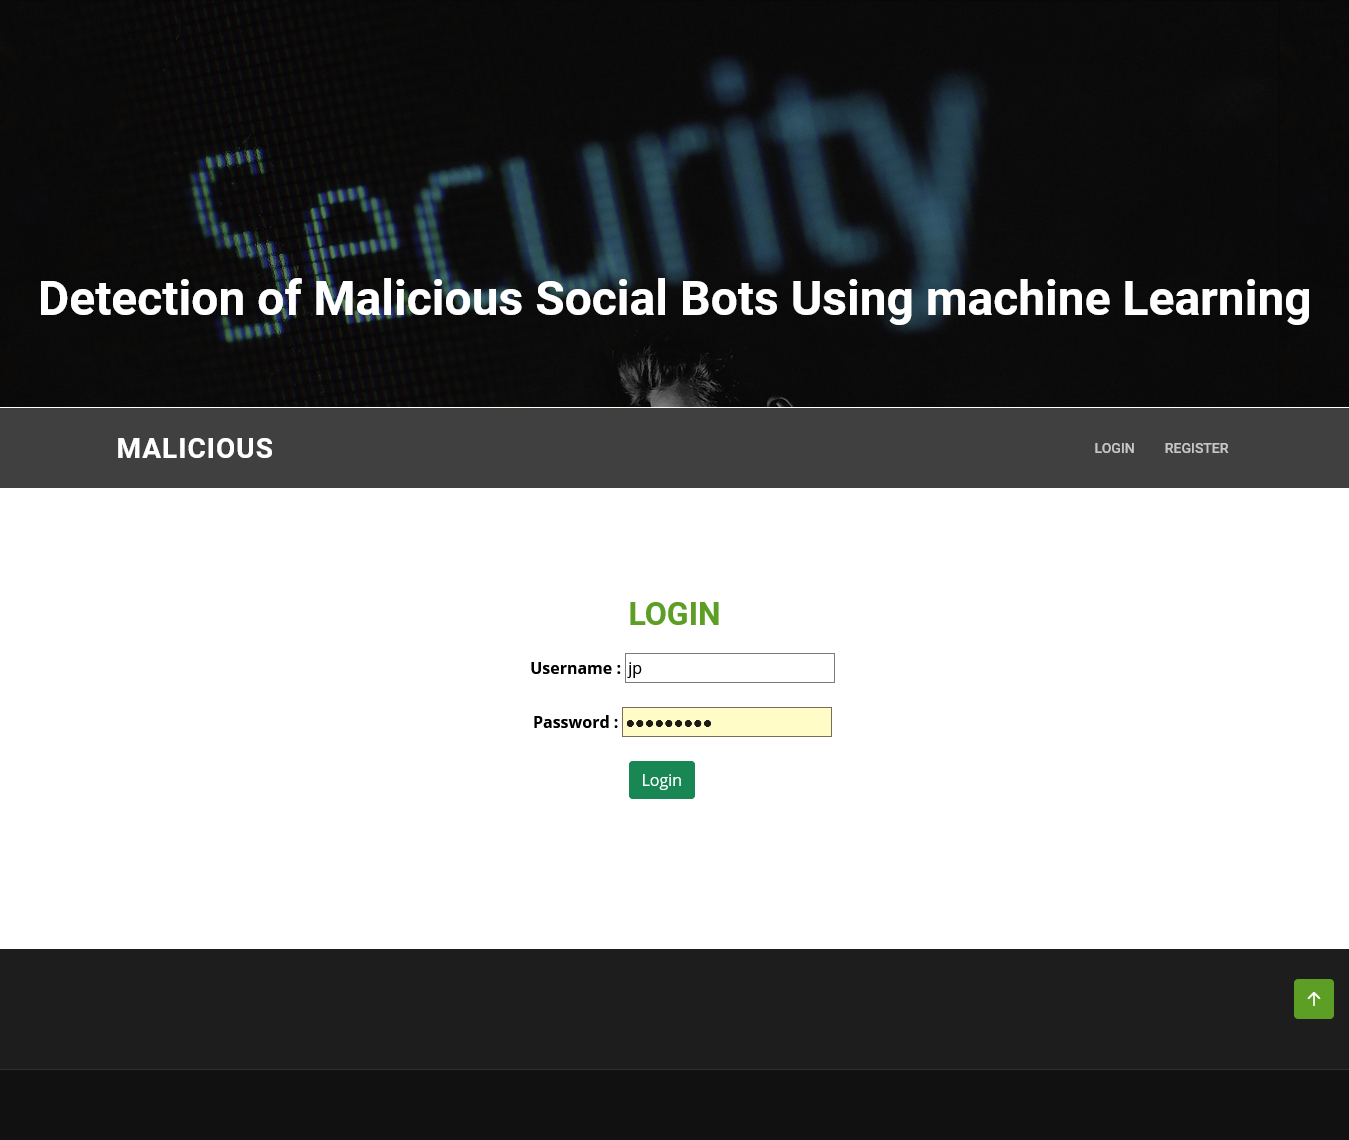 Security
Detection of Malicious Social Bots Using machine Learning
MALICIOUS
LOGIN
REGISTER
LOGIN
Username : jp
Password : •••••••••
Login